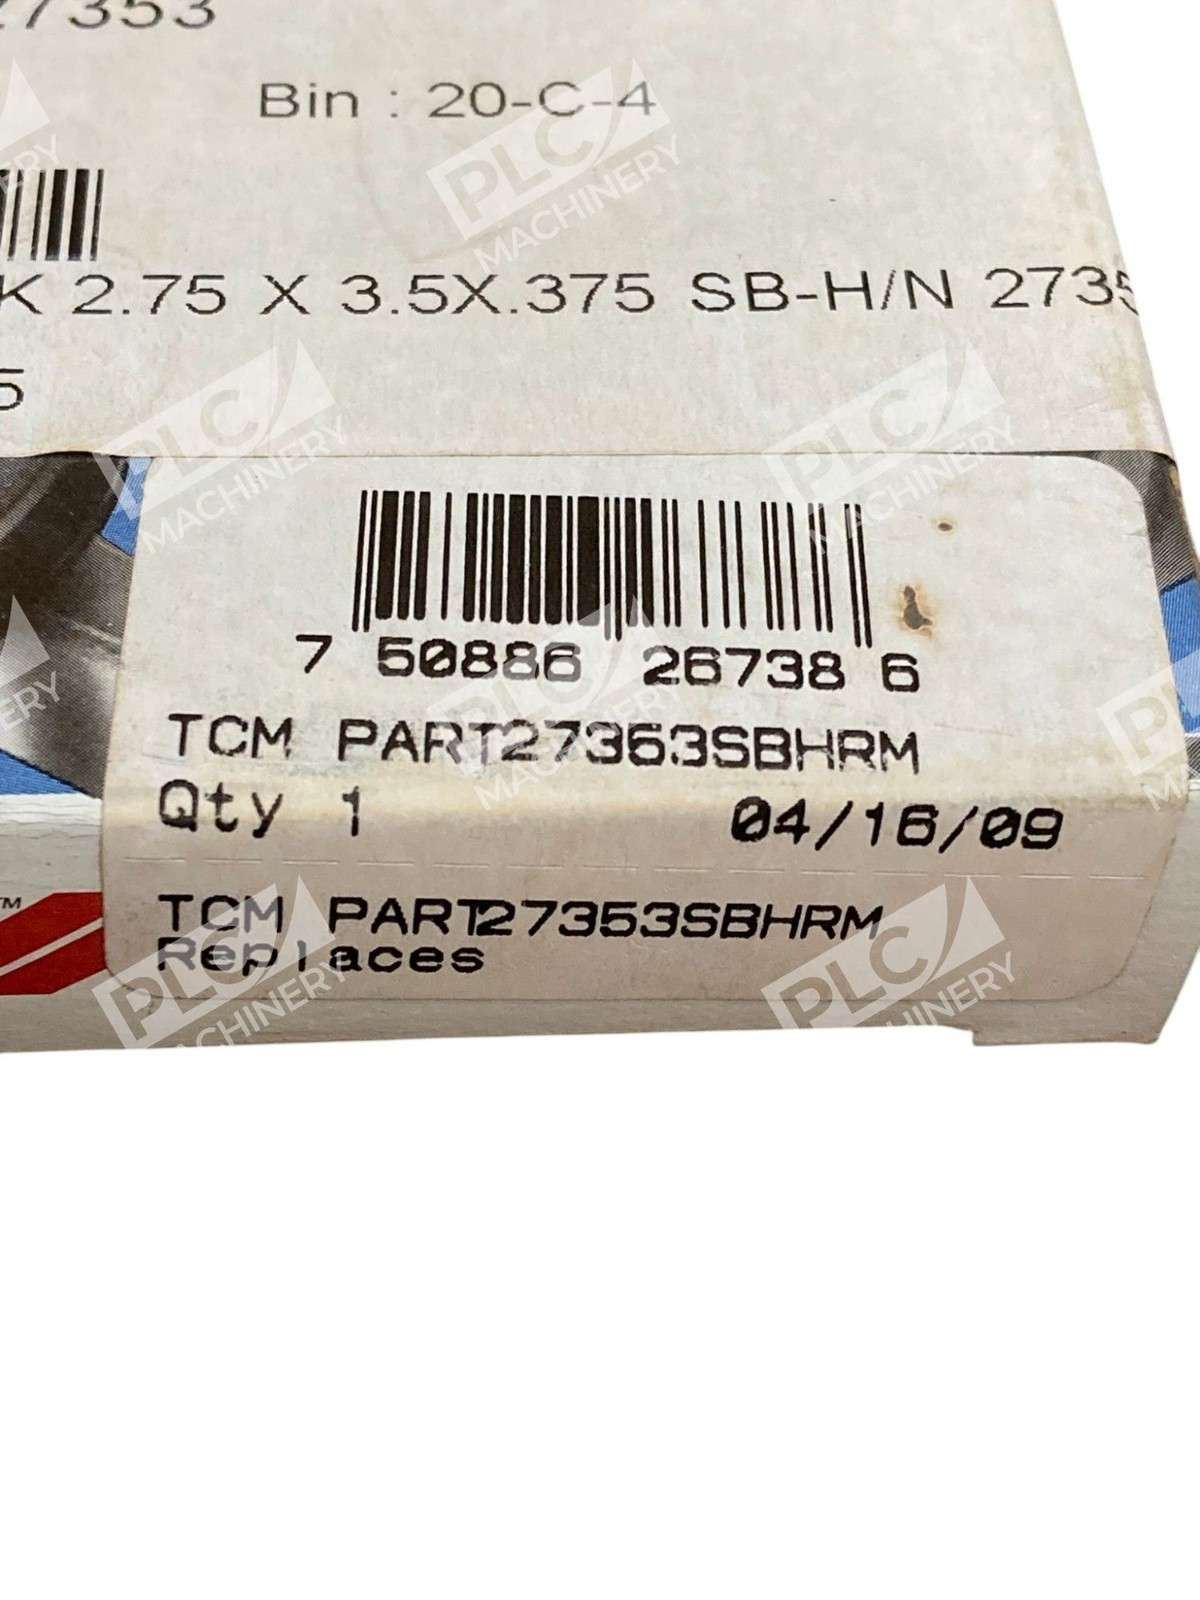 27353
Bin : 20-C-4
K 2.75 X 3.5X.375 SB-H/N 2735
5
7 50886 26738 6
TCM PART27353SBHRM
Qty 1 04/16/09
TCM PART27353SBHRM
Replaces
TM
PLC MACHINERY